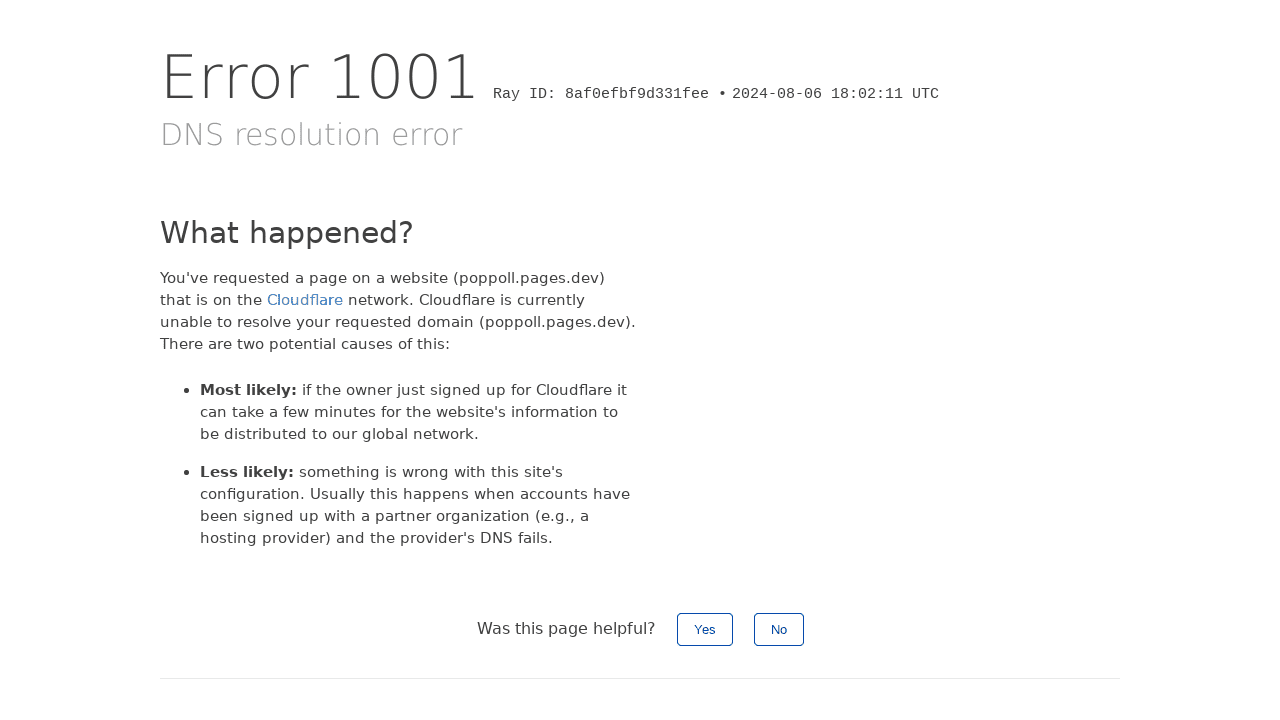 Error 1001 Ray ID: 8af0efbf9d331fee • 2024-08-06 18:02:11 UTC
DNS resolution error
What happened?
You've requested a page on a website (poppoll.pages.dev)
that is on the Cloudflare network. Cloudflare is currently
unable to resolve your requested domain (poppoll.pages.dev).
There are two potential causes of this:
• Most likely: if the owner just signed up for Cloudflare it
can take a few minutes for the website's information to
be distributed to our global network.
• Less likely: something is wrong with this site's
configuration. Usually this happens when accounts have
been signed up with a partner organization (e.g., a
hosting provider) and the provider's DNS fails.
Was this page helpful? Yes No